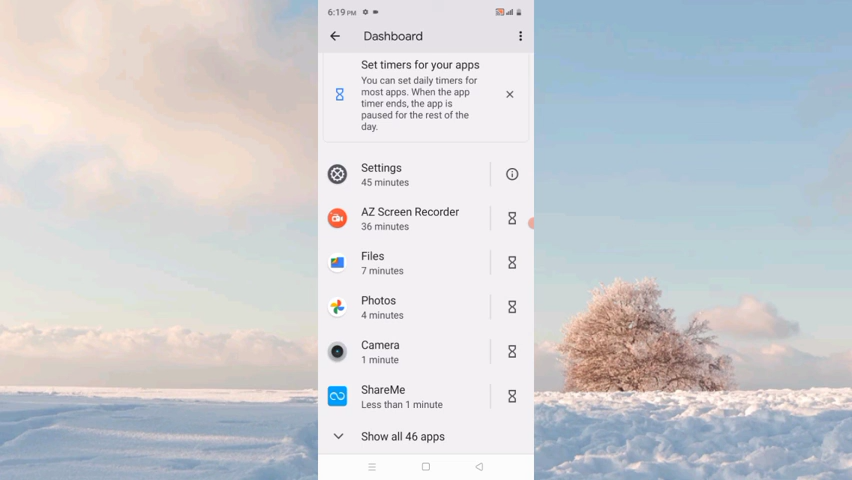 6:19 PM
Dashboard
Set timers for your apps
You can set daily timers for
most apps. When the app
timer ends, the app is
paused for the rest of the
day.
Settings
45 minutes
AZ Screen Recorder
36 minutes
Files
7 minutes
Photos
4 minutes
Camera
1 minute
ShareMe
Less than 1 minute
Show all 46 apps